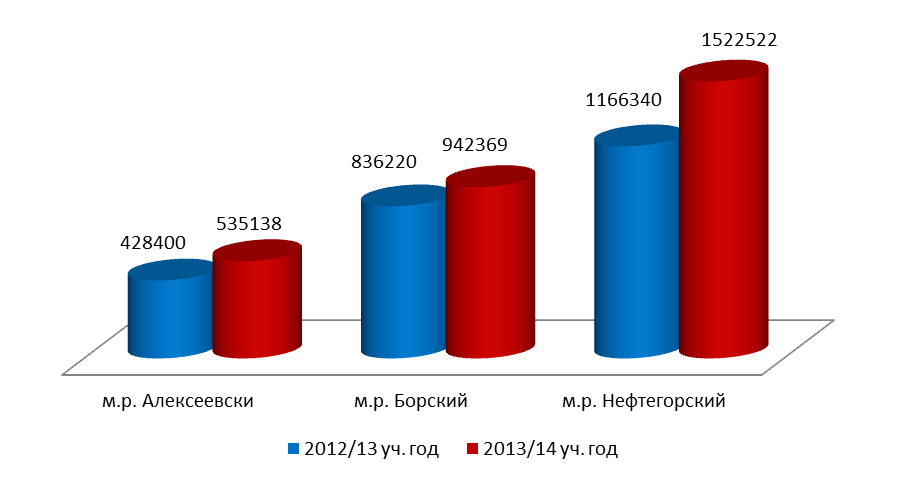 1522522
1166340
942369
836220
535138
428400
м.р. Алексеевски
м.р. Борский
м.р. Нефтегорский
2012/13 уч. год
2013/14 уч. год